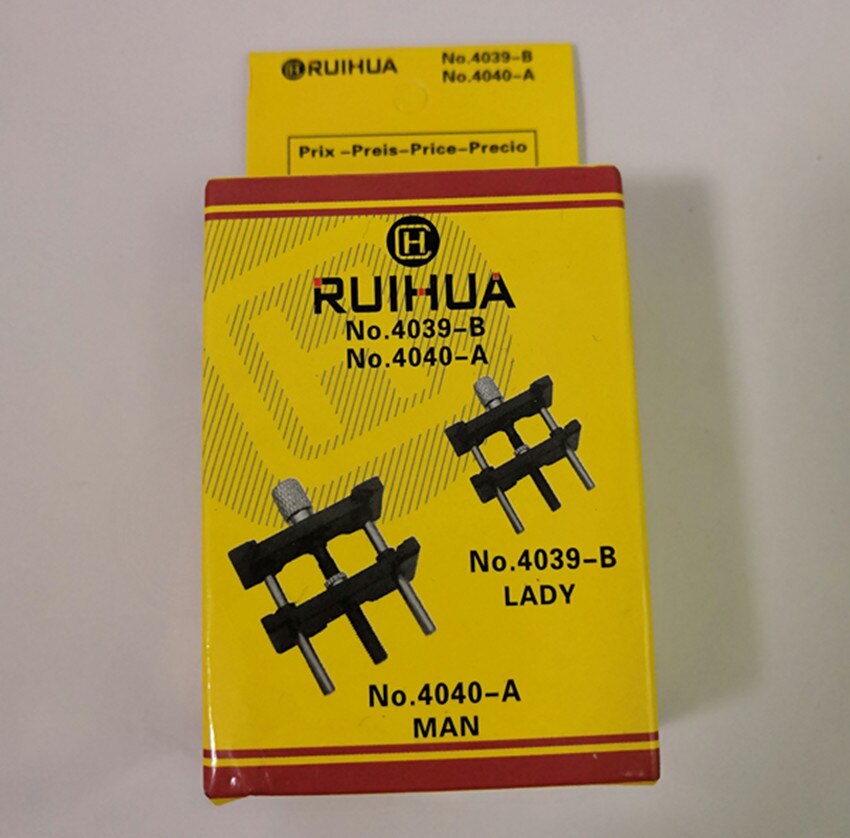 RUIHUA
No.4039-B
No.4040-A
Prix-Preis-Price-Precio
H
RUIHUA
No.4039-B
No.4040-A
No.4039-B
LADY
No.4040-A
MAN